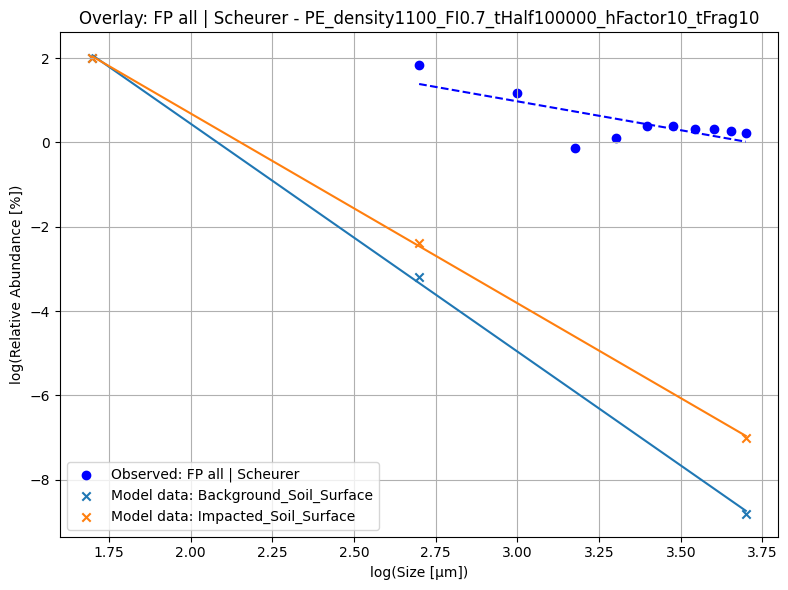 Overlay: FP all | Scheurer - PE_density1100_FI0.7_tHalf100000_hFactor10_tFrag10
log(Relative Abundance [%])
2
0
−2
−4
−6
−8
Observed: FP all | Scheurer
Model data: Background_Soil_Surface
Model data: Impacted_Soil_Surface
1.75 2.00 2.25 2.50 2.75 3.00 3.25 3.50 3.75
log(Size [μm])